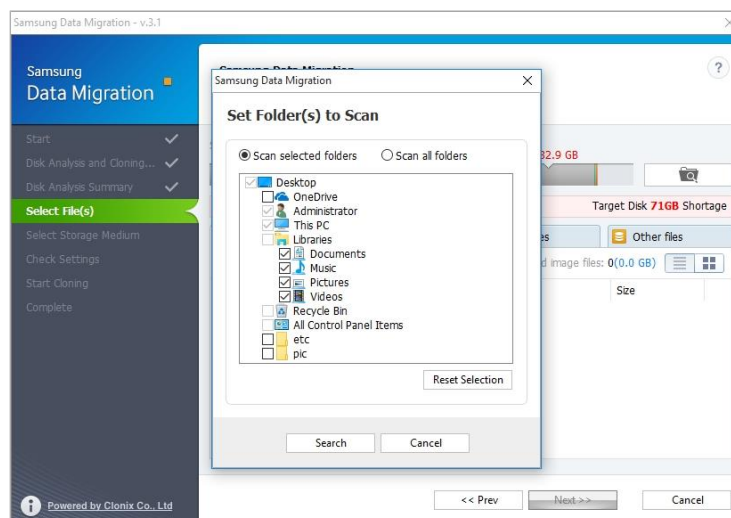 Samsung Data Migration - v.3.1
Samsung
Data Migration
Start
Disk Analysis and Cloning...
Disk Analysis Summary
Select File(s)
Select Storage Medium
Check Settings
Start Cloning
Complete
Powered by Clonix Co., Ltd
Samsung Data Migration
Samsung Data Migration
Set Folder(s) to Scan
Scan selected folders
Scan all folders
Desktop
OneDrive
Administrator
This PC
Libraries
Documents
Music
Pictures
Videos
Recycle Bin
All Control Panel Items
etc
pic
Reset Selection
Search
Cancel
?
32.9 GB
Target Disk 71GB Shortage
Other files
image files: 0(0.0 GB)
Size
<< Prev
Next >>
Cancel